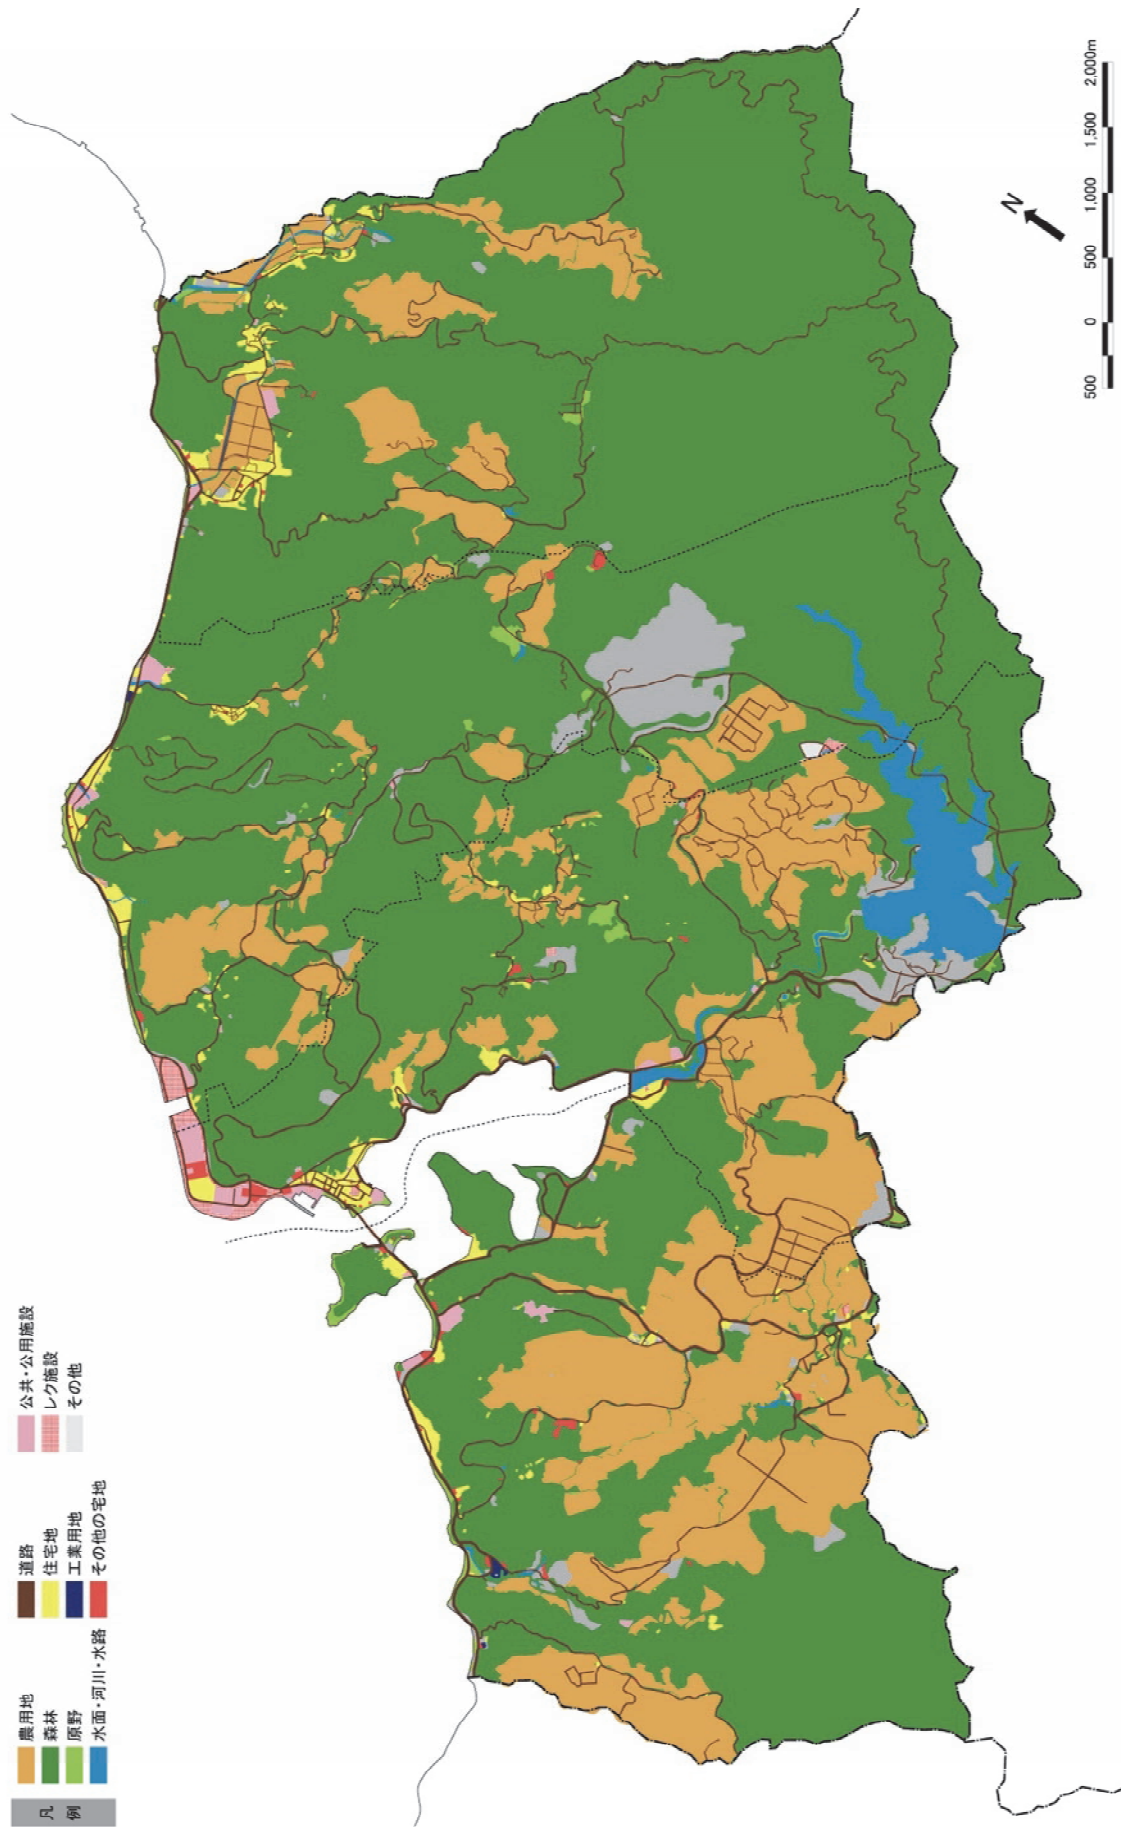 凡例
農用地
森林
原野
水面・河川・水路
道路
住宅地
工業用地
その他の宅地
公共・公用施設
レク施設
その他
N
500 0 500 1,000 1,500 2,000m